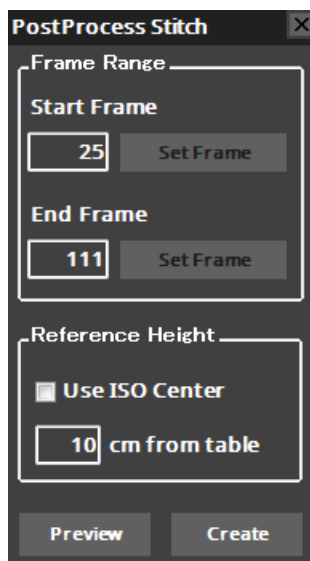 PostProcess Stitch
Frame Range
Start Frame
25 Set Frame
End Frame
111 Set Frame
Reference Height
Use ISO Center
10 cm from table
Preview Create